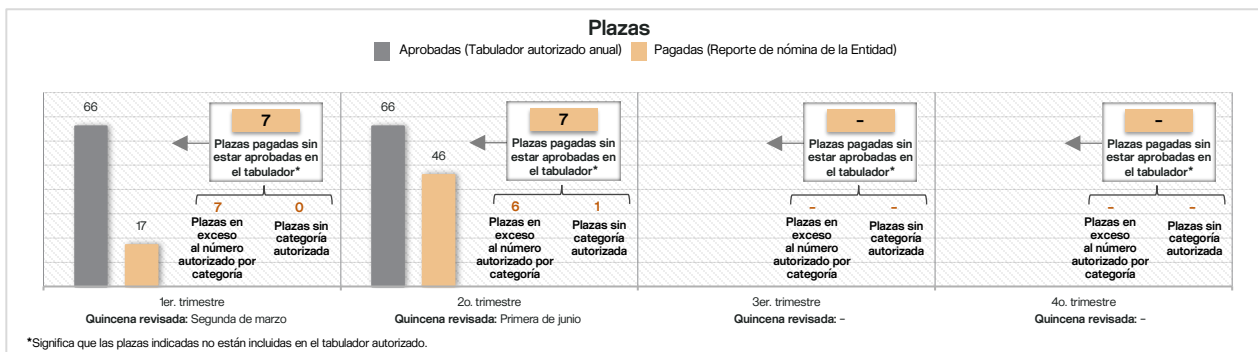 Plazas
Aprobadas (Tabulador autorizado anual)
Pagadas (Reporte de nómina de la Entidad)
66
17
7
Plazas pagadas sin
estar aprobadas en
el tabulador*
7
0
Plazas en
exceso
al número
autorizado por
categoría
Plazas sin
categoría
autorizada
1er. trimestre
Quincena revisada: Segunda de marzo
66
46
7
Plazas pagadas sin
estar aprobadas en
el tabulador*
6
1
Plazas en
exceso
al número
autorizado por
categoría
Plazas sin
categoría
autorizada
2o. trimestre
Quincena revisada: Primera de junio
–
Plazas pagadas sin
estar aprobadas en
el tabulador*
–
–
Plazas en
exceso
al número
autorizado por
categoría
Plazas sin
categoría
autorizada
3er. trimestre
Quincena revisada: –
–
Plazas pagadas sin
estar aprobadas en
el tabulador*
–
–
Plazas en
exceso
al número
autorizado por
categoría
Plazas sin
categoría
autorizada
4o. trimestre
Quincena revisada: –
*Significa que las plazas indicadas no están incluidas en el tabulador autorizado.